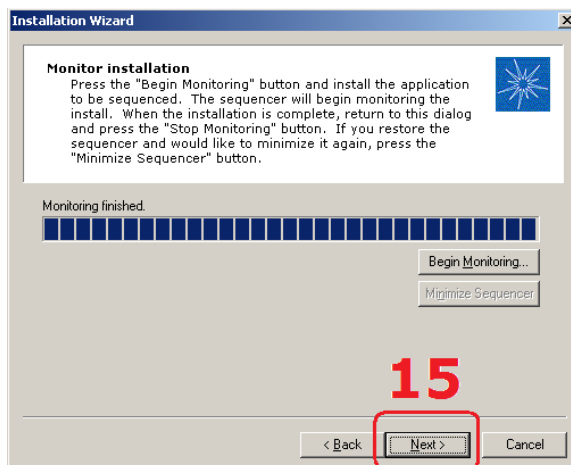 Installation Wizard
Monitor installation
Press the "Begin Monitoring" button and install the application
to be sequenced. The sequencer will begin monitoring the
install. When the installation is complete, return to this dialog
and press the "Stop Monitoring" button. If you restore the
sequencer and would like to minimize it again, press the
"Minimize Sequencer" button.
Monitoring finished.
Begin Monitoring...
Minimize Sequencer
15
< Back Next > Cancel